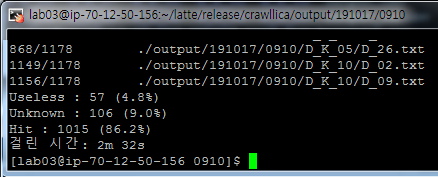 lab03@ip-70-12-50-156:~/latte/release/crawllica/output/191017/0910
868/1178 ./output/191017/0910/D_K_05/D_26.txt
1149/1178 ./output/191017/0910/D_K_10/D_02.txt
1156/1178 ./output/191017/0910/D_K_10/D_09.txt
Useless : 57 (4.8%)
Unknown : 106 (9.0%)
Hit : 1015 (86.2%)
걸린 시간: 2m 32s
[lab03@ip-70-12-50-156 0910]$